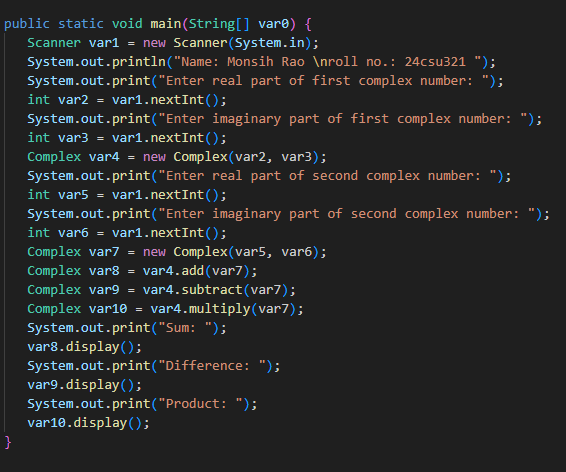 public static void main(String[] var0) {
Scanner var1 = new Scanner(System.in);
System.out.println("Name: Monsih Rao \nroll no.: 24csu321 ");
System.out.print("Enter real part of first complex number: ");
int var2 = var1.nextInt();
System.out.print("Enter imaginary part of first complex number: ");
int var3 = var1.nextInt();
Complex var4 = new Complex(var2, var3);
System.out.print("Enter real part of second complex number: ");
int var5 = var1.nextInt();
System.out.print("Enter imaginary part of second complex number: ");
int var6 = var1.nextInt();
Complex var7 = new Complex(var5, var6);
Complex var8 = var4.add(var7);
Complex var9 = var4.subtract(var7);
Complex var10 = var4.multiply(var7);
System.out.print("Sum: ");
var8.display();
System.out.print("Difference: ");
var9.display();
System.out.print("Product: ");
var10.display();
}